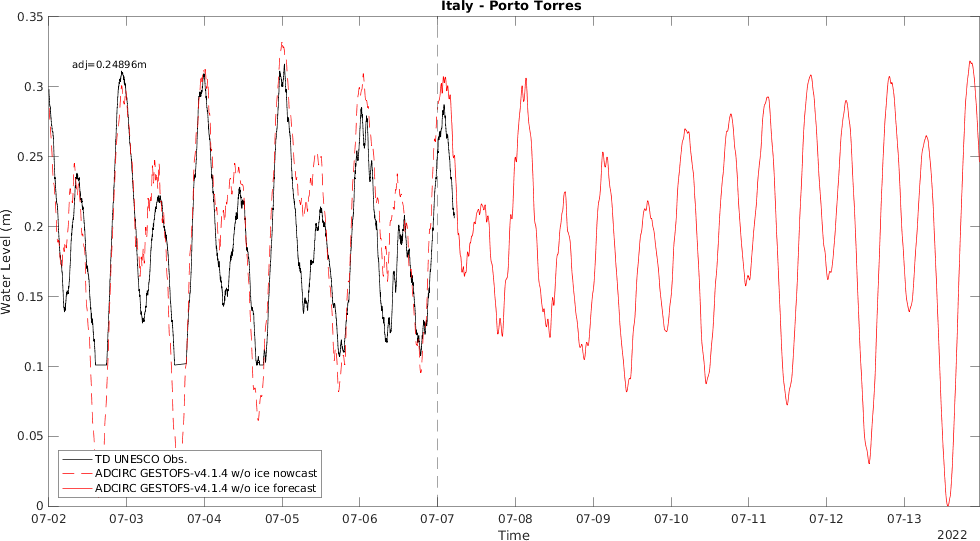 Italy - Porto Torres
adj=0.24896m
0.35
0.3
0.25
0.2
0.15
0.1
0.05
0
Water Level (m)
TD UNESCO Obs.
ADCIRC GESTOFS-v4.1.4 w/o ice nowcast
ADCIRC GESTOFS-v4.1.4 w/o ice forecast
07-02 07-03 07-04 07-05 07-06 07-07 07-08 07-09 07-10 07-11 07-12 07-13
Time
2022